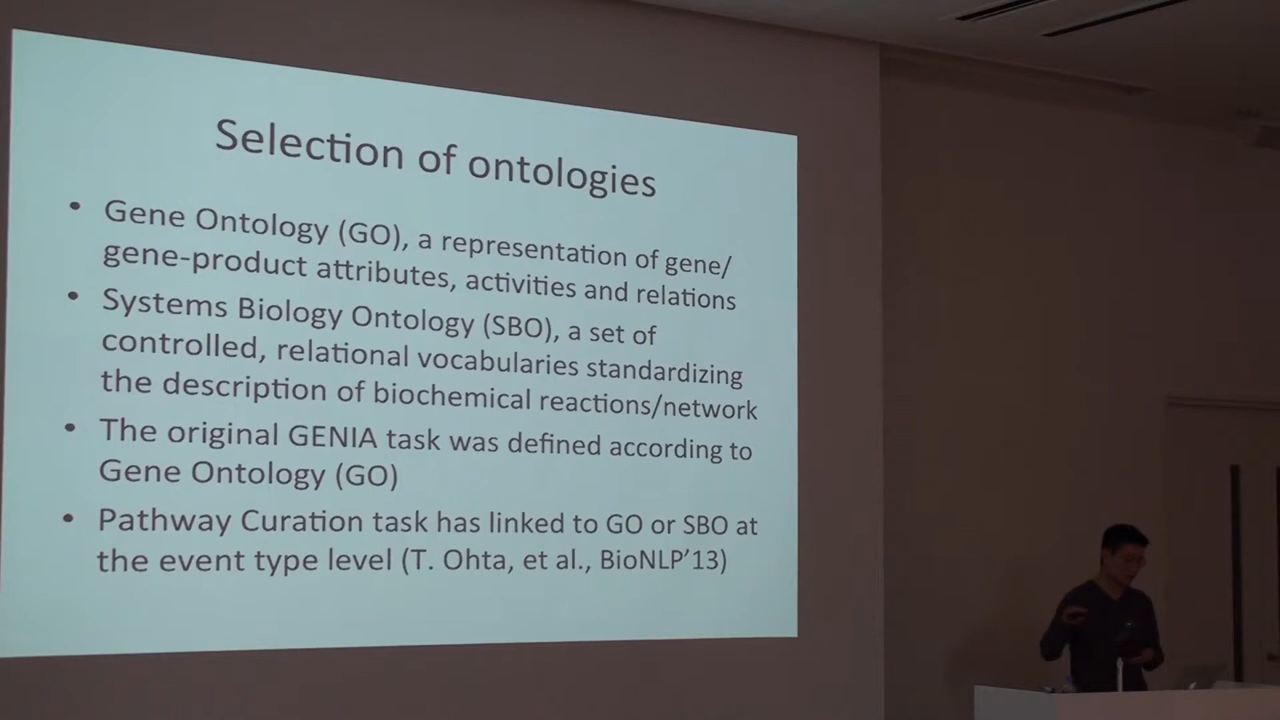 Selection of ontologies
• Gene Ontology (GO), a representation of gene/
gene-product attributes, activities and relations
• Systems Biology Ontology (SBO), a set of
controlled, relational vocabularies standardizing
the description of biochemical reactions/network
• The original GENIA task was defined according to
Gene Ontology (GO)
• Pathway Curation task has linked to GO or SBO at
the event type level (T. Ohta, et al., BioNLP’13)